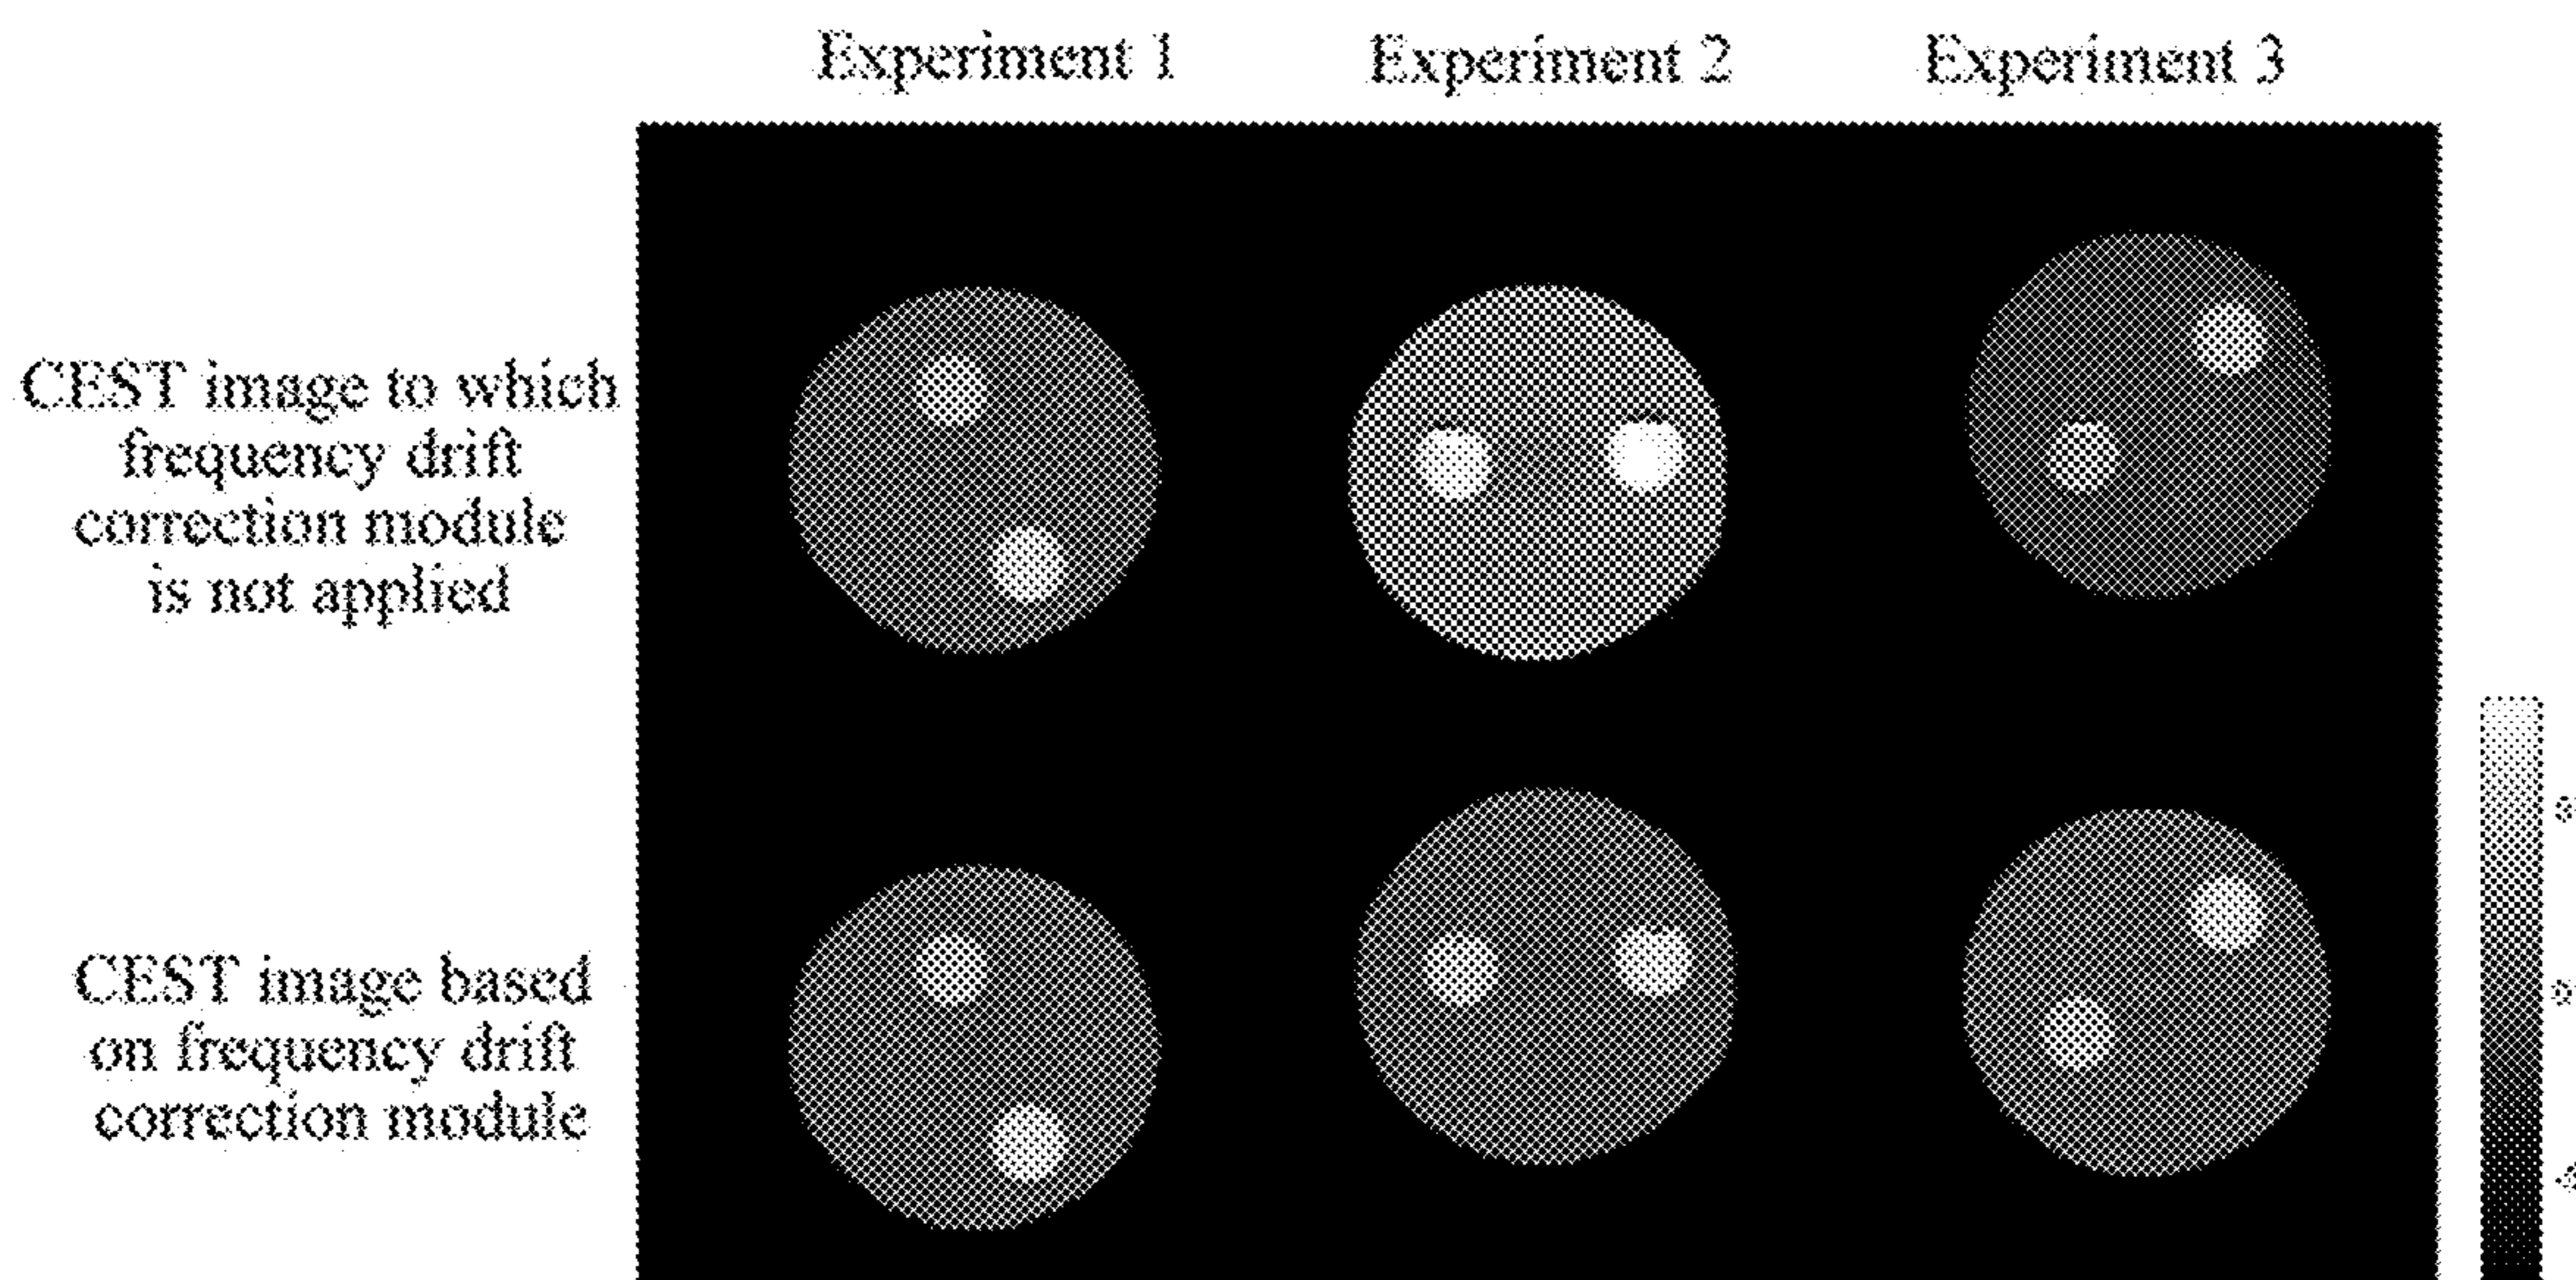 Experiment 1 Experiment 2 Experiment 3
CEST image to which
frequency drift
correction module
is not applied
CEST image based
on frequency drift
correction module